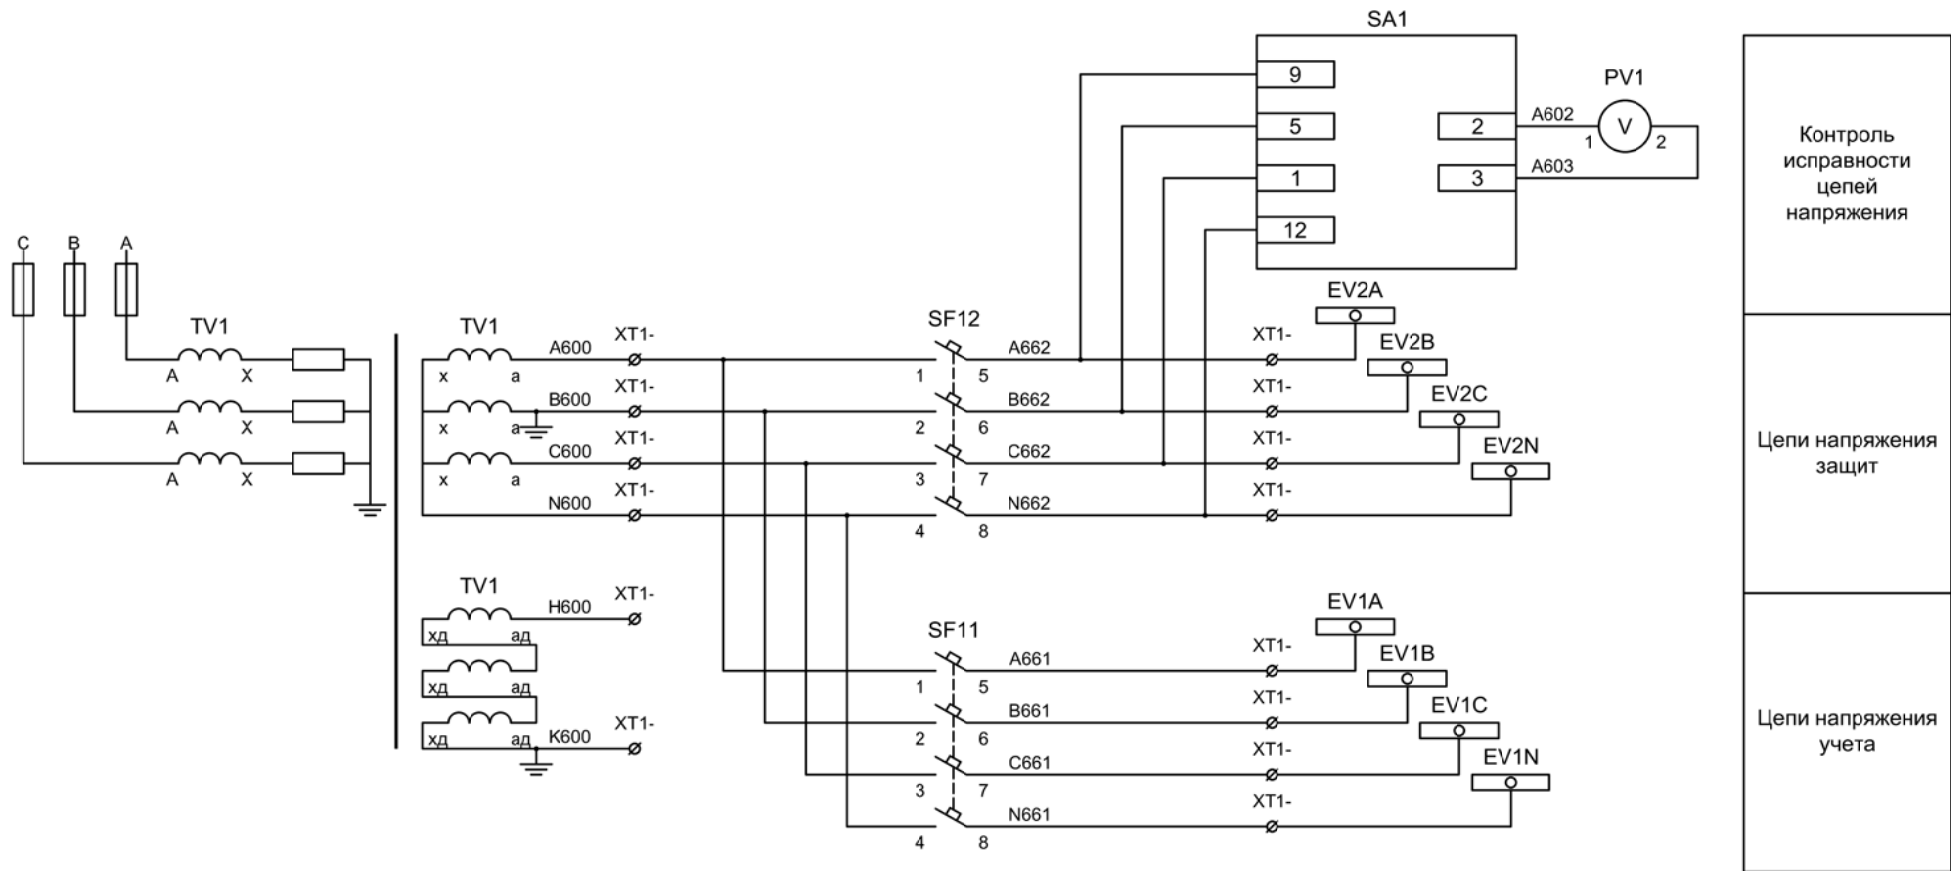 SA1
9
PV1
5
2
A602
V
1
2
1
3
A603
12
Контроль
исправности
цепей
напряжения
C
B
A
EV2A
TV1
TV1
A600
XT1-
SF12
A662
XT1-
EV2B
A
X
x
a
1
5
B600
XT1-
B662
XT1-
EV2C
A
X
x
a
2
6
C600
XT1-
C662
XT1-
EV2N
A
X
x
a
3
7
N600
XT1-
N662
XT1-
4
8
Цепи напряжения
защит
TV1
H600
XT1-
EV1A
хд
ад
SF11
A661
XT1-
EV1B
хд
ад
1
5
B661
XT1-
EV1C
хд
ад
K600
XT1-
2
6
C661
XT1-
EV1N
3
7
N661
XT1-
4
8
Цепи напряжения
учета